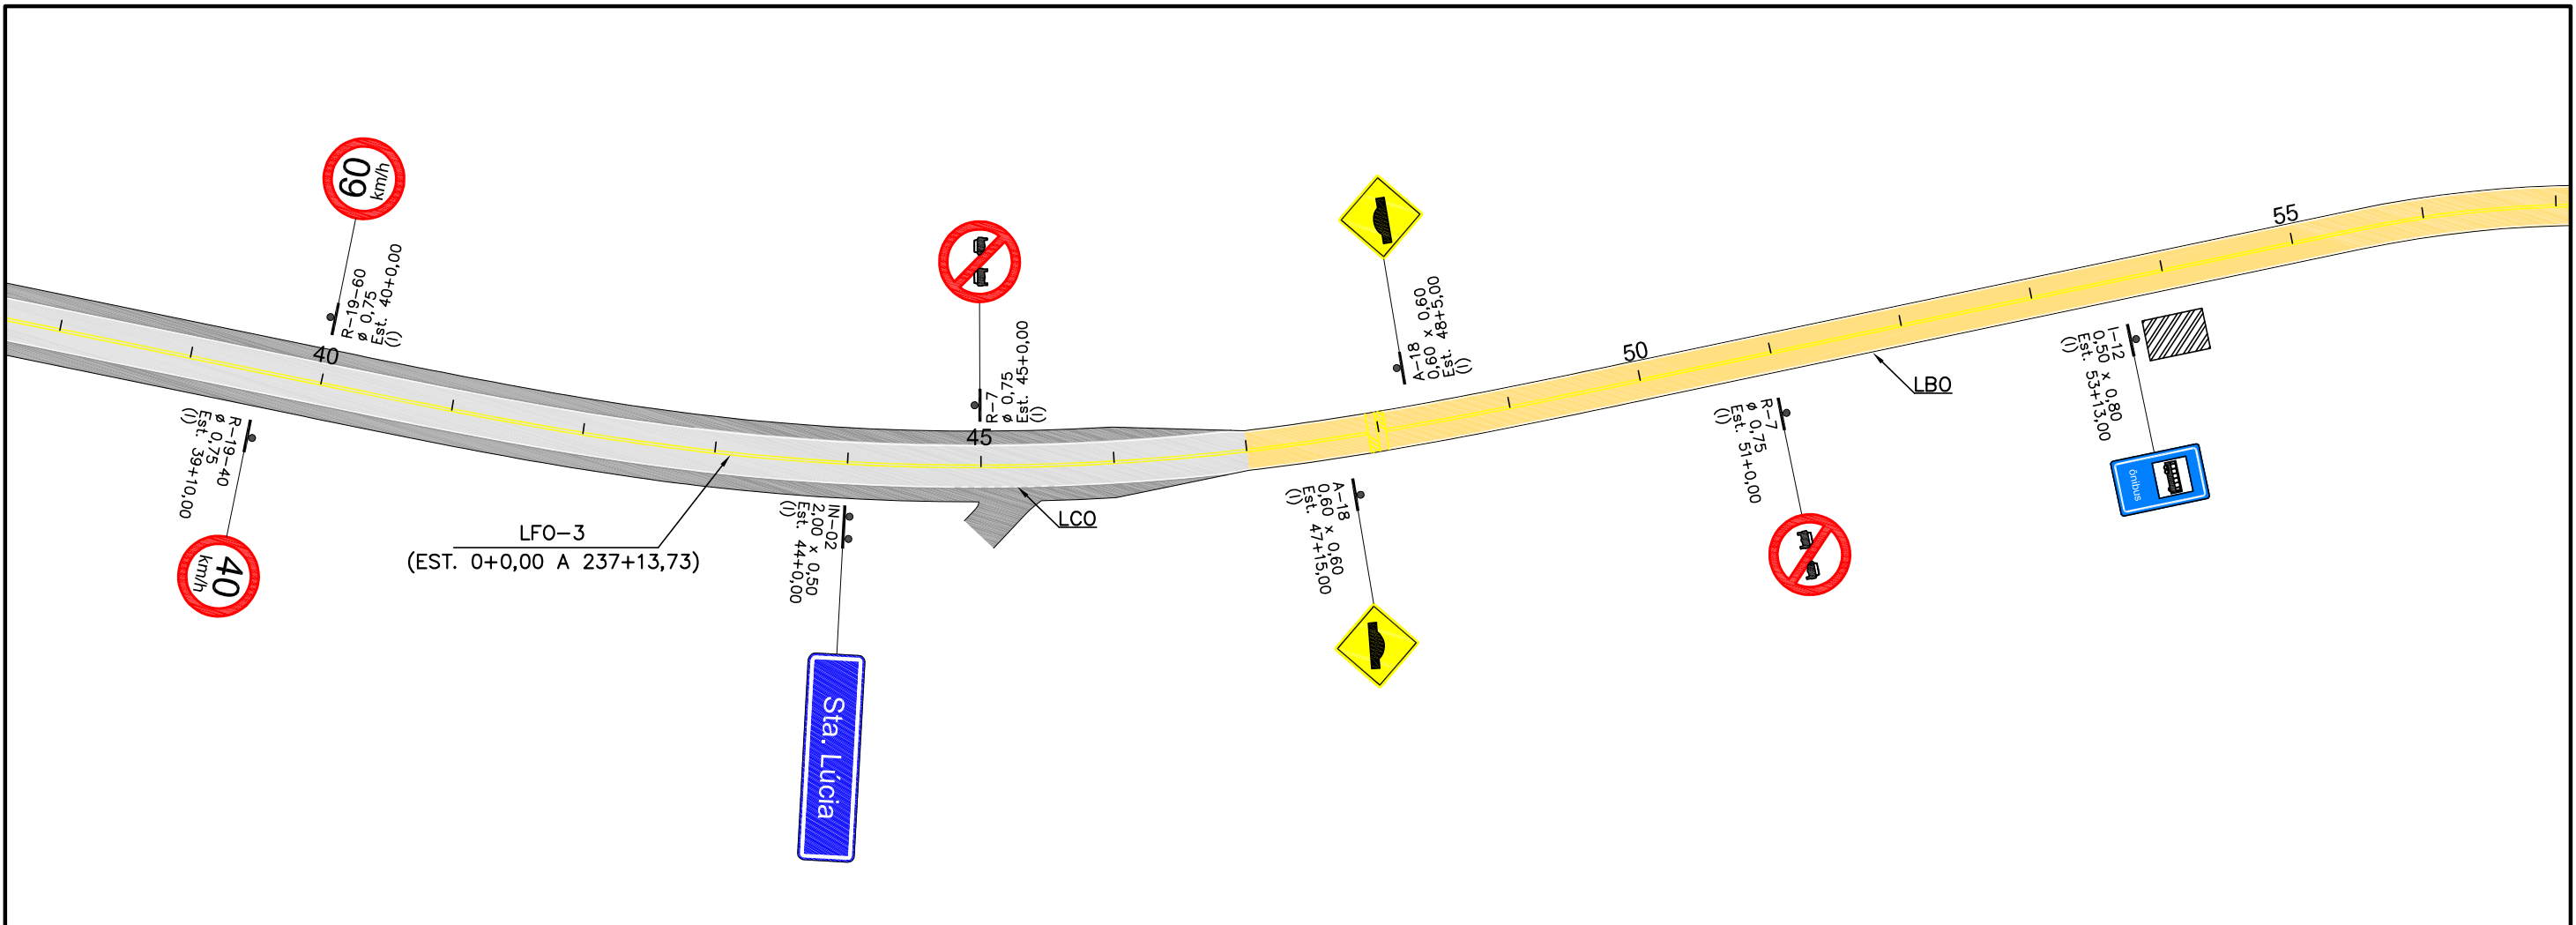 60
km/h
R-19-60
ø 0,75
Est. 40+0,00
(I)
40
R-19-40
ø 0,75
Est. 39+10,00
(I)
40
km/h
LFO-3
(EST. 0+0,00 A 237+13,73)
IN-02
2,00 x 0,50
Est. 44+0,00
(I)
Sta. Lúcia
R-7
ø 0,75
Est. 45+0,00
(I)
45
LCO
A-18
0,60 x 0,60
Est. 48+5,00
(I)
A-18
0,60 x 0,60
Est. 47+15,00
(I)
50
R-7
ø 0,75
Est. 51+0,00
(I)
LBO
55
I-12
0,50 x 0,80
Est. 53+13,00
(I)
ônibus